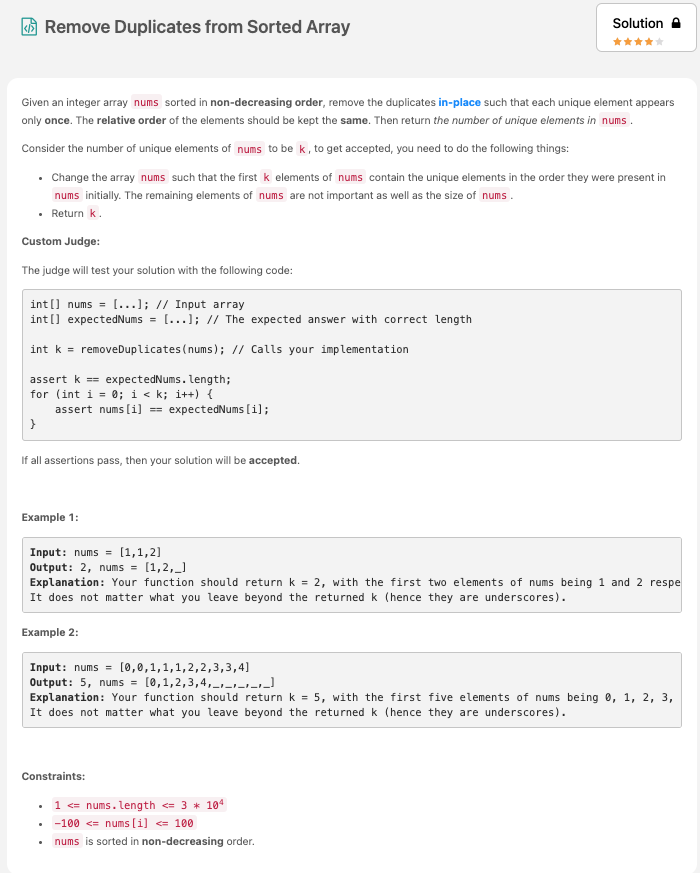 Remove Duplicates from Sorted Array
Solution
Given an integer array nums sorted in non-decreasing order, remove the duplicates in-place such that each unique element appears
only once. The relative order of the elements should be kept the same. Then return the number of unique elements in nums .
Consider the number of unique elements of nums to be k , to get accepted, you need to do the following things:
• Change the array nums such that the first k elements of nums contain the unique elements in the order they were present in
nums initially. The remaining elements of nums are not important as well as the size of nums .
• Return k .
Custom Judge:
The judge will test your solution with the following code:
int[] nums = [...]; // Input array
int[] expectedNums = [...]; // The expected answer with correct length
int k = removeDuplicates(nums); // Calls your implementation
assert k == expectedNums.length;
for (int i = 0; i < k; i++) {
    assert nums[i] == expectedNums[i];
}
If all assertions pass, then your solution will be accepted.
Example 1:
Input: nums = [1,1,2]
Output: 2, nums = [1,2,_]
Explanation: Your function should return k = 2, with the first two elements of nums being 1 and 2 respe
It does not matter what you leave beyond the returned k (hence they are underscores).
Example 2:
Input: nums = [0,0,1,1,1,2,2,3,3,4]
Output: 5, nums = [0,1,2,3,4,_,_,_,_,_]
Explanation: Your function should return k = 5, with the first five elements of nums being 0, 1, 2, 3,
It does not matter what you leave beyond the returned k (hence they are underscores).
Constraints:
• 1 <= nums.length <= 3 * 10⁴
• -100 <= nums[i] <= 100
• nums is sorted in non-decreasing order.